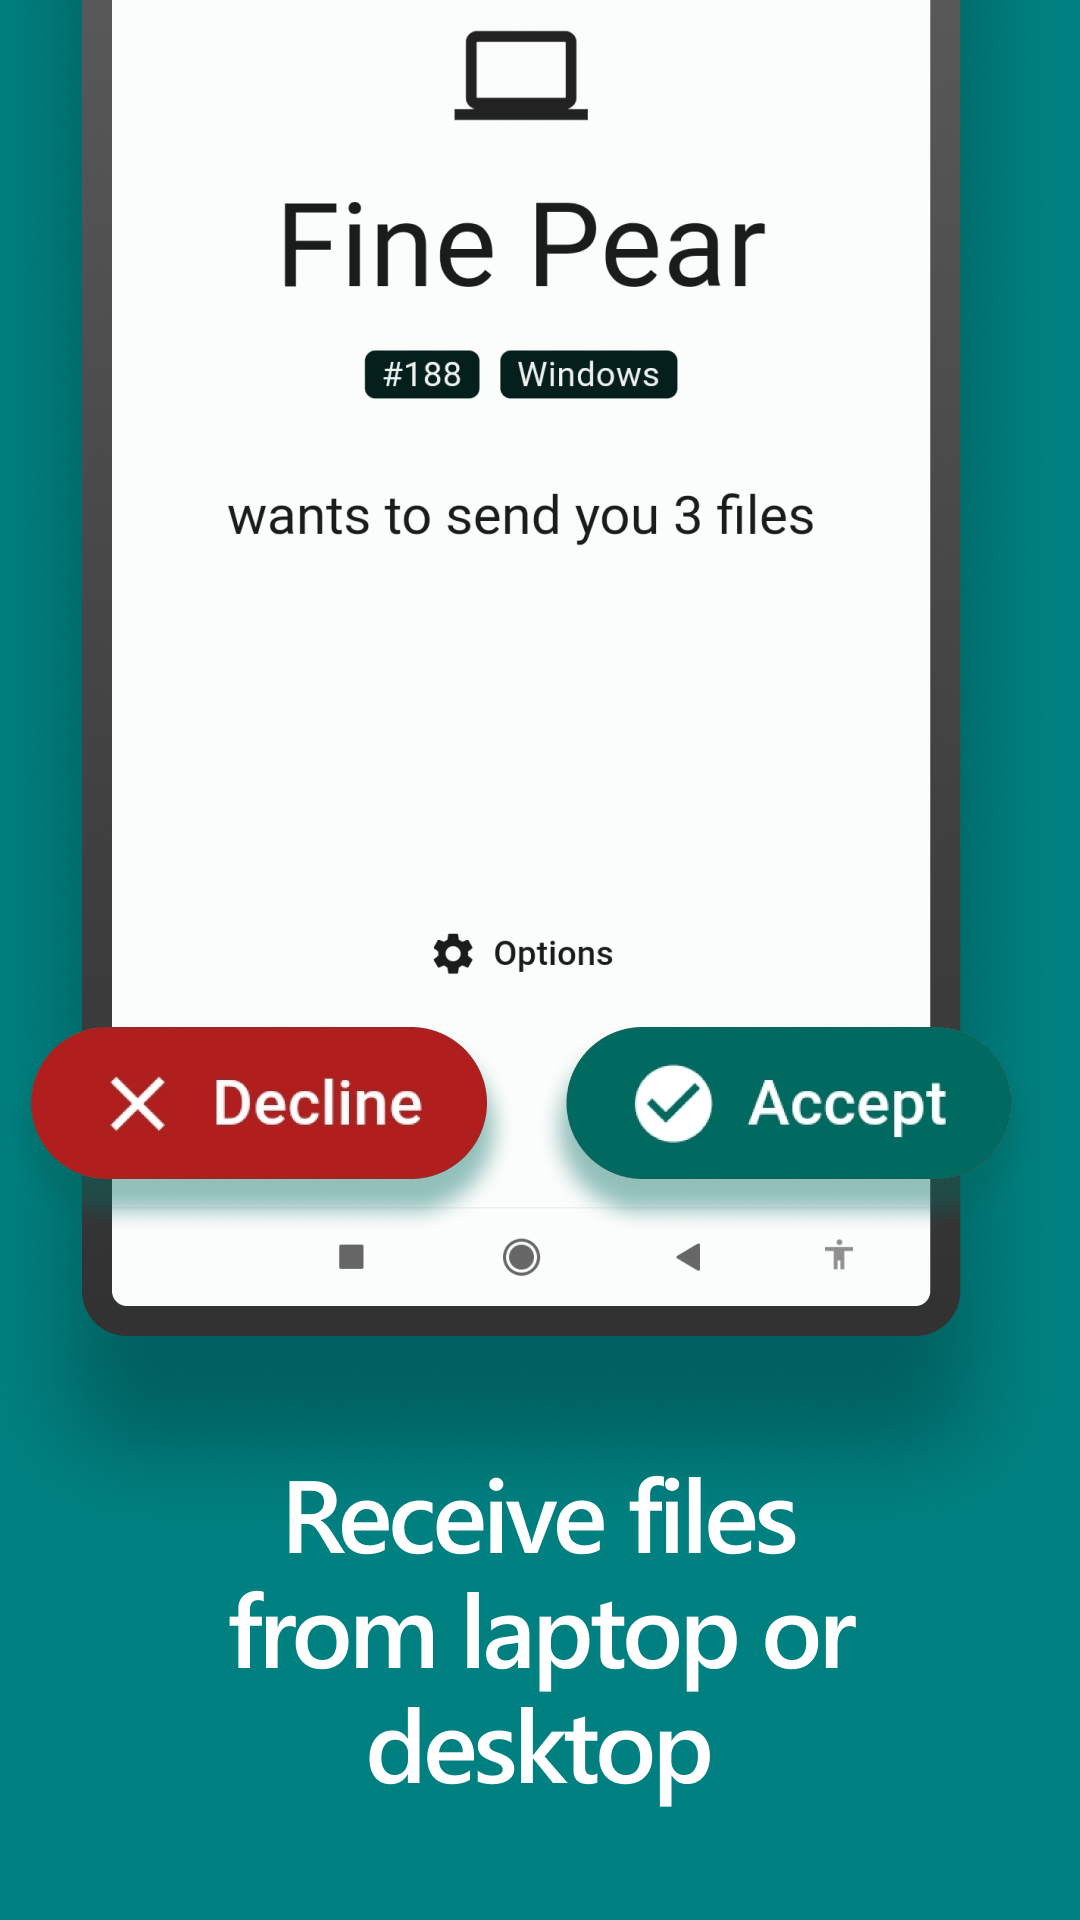 Fine Pear
#188 Windows
wants to send you 3 files
Options
Decline Accept
Receive files
from laptop or
desktop